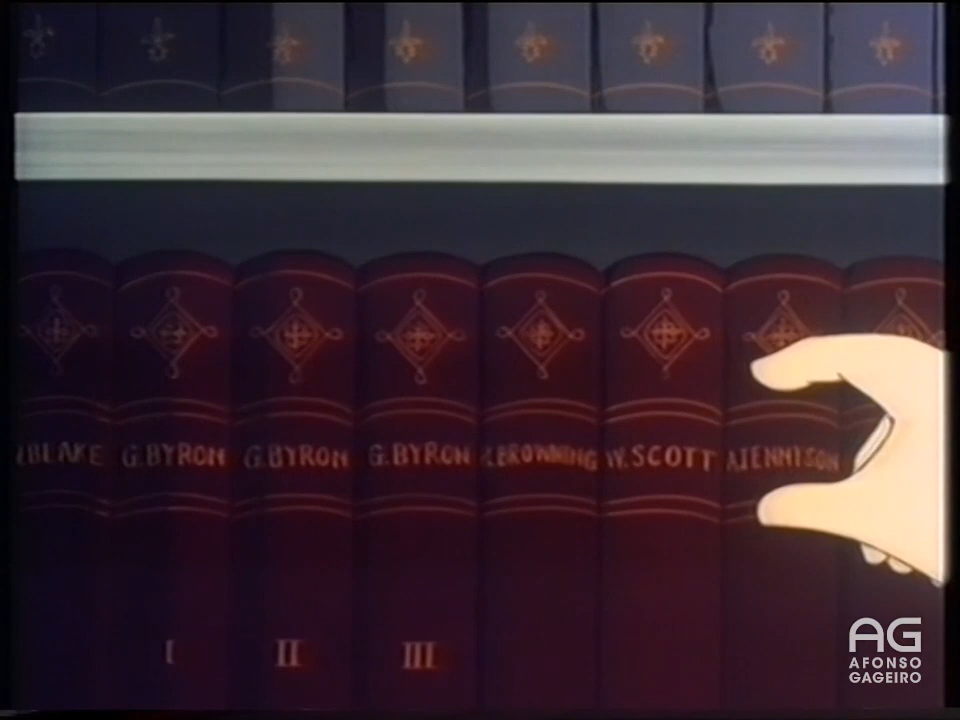 W.BLAKE
G.BYRON
G.BYRON
G.BYRON
R.BROWNING
W.SCOTT
A.TENNYSON
I
II
III
AG
AFONSO
GAGEIRO